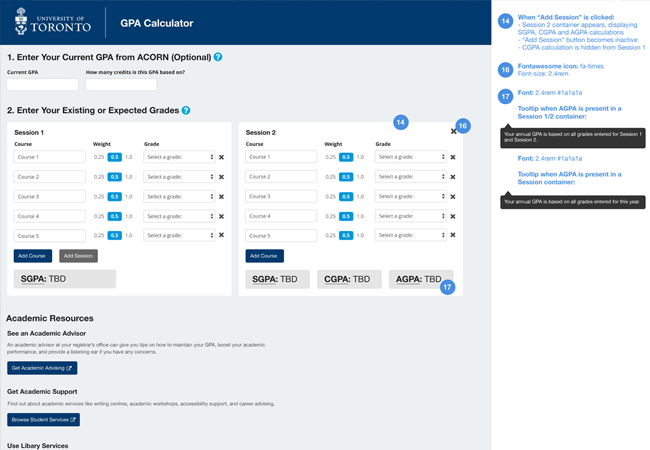 UNIVERSITY OF
TORONTO
GPA Calculator
1. Enter Your Current GPA from ACORN (Optional) ?
Current GPA
How many credits is this GPA based on?
2. Enter Your Existing or Expected Grades ?
Session 1
Course Weight Grade
Course 1 0.25 0.5 1.0 Select a grade:
Course 2 0.25 0.5 1.0 Select a grade:
Course 3 0.25 0.5 1.0 Select a grade:
Course 4 0.25 0.5 1.0 Select a grade:
Course 5 0.25 0.5 1.0 Select a grade:
Add Course Add Session
SGPA: TBD
14
16
Session 2
Course Weight Grade
Course 1 0.25 0.5 1.0 Select a grade:
Course 2 0.25 0.5 1.0 Select a grade:
Course 3 0.25 0.5 1.0 Select a grade:
Course 4 0.25 0.5 1.0 Select a grade:
Course 5 0.25 0.5 1.0 Select a grade:
Add Course
SGPA: TBD CGPA: TBD AGPA: TBD
17
Academic Resources
See an Academic Advisor
An academic advisor at your registrar's office can give you tips on how to maintain your GPA, boost your academic
performance, and provide a listening ear if you have any concerns.
Get Academic Advising
Get Academic Support
Find out about academic services like writing centres, academic workshops, accessibility support, and career advising.
Browse Student Services
Use Libary Services
14 When “Add Session” is clicked:
- Session 2 container appears, displaying
SGPA, CGPA and AGPA calculations
- “Add Session” button becomes inactive
- CGPA calculation is hidden from Session 1
16 Fontawesome icon: fa-times
Font-size: 2.4rem
17 Font: 2.4rem #1a1a1a
Tooltip when AGPA is present in a
Session 1/2 container:
Your annual GPA is based on all grades entered for Session 1
and Session 2.
Font: 2.4rem #1a1a1a
Tooltip when AGPA is present in a
Session container:
Your annual GPA is based on all grades entered for this year.